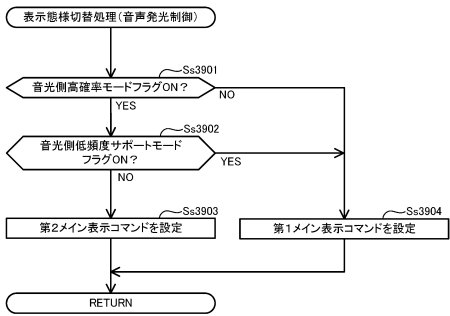 表示態様切替処理（音声発光制御）
Ss3901
音光側高確率モードフラグON？
NO
YES
Ss3902
音光側低頻度サポートモード
フラグON？
YES
NO
Ss3903
第２メイン表示コマンドを設定
Ss3904
第１メイン表示コマンドを設定
RETURN